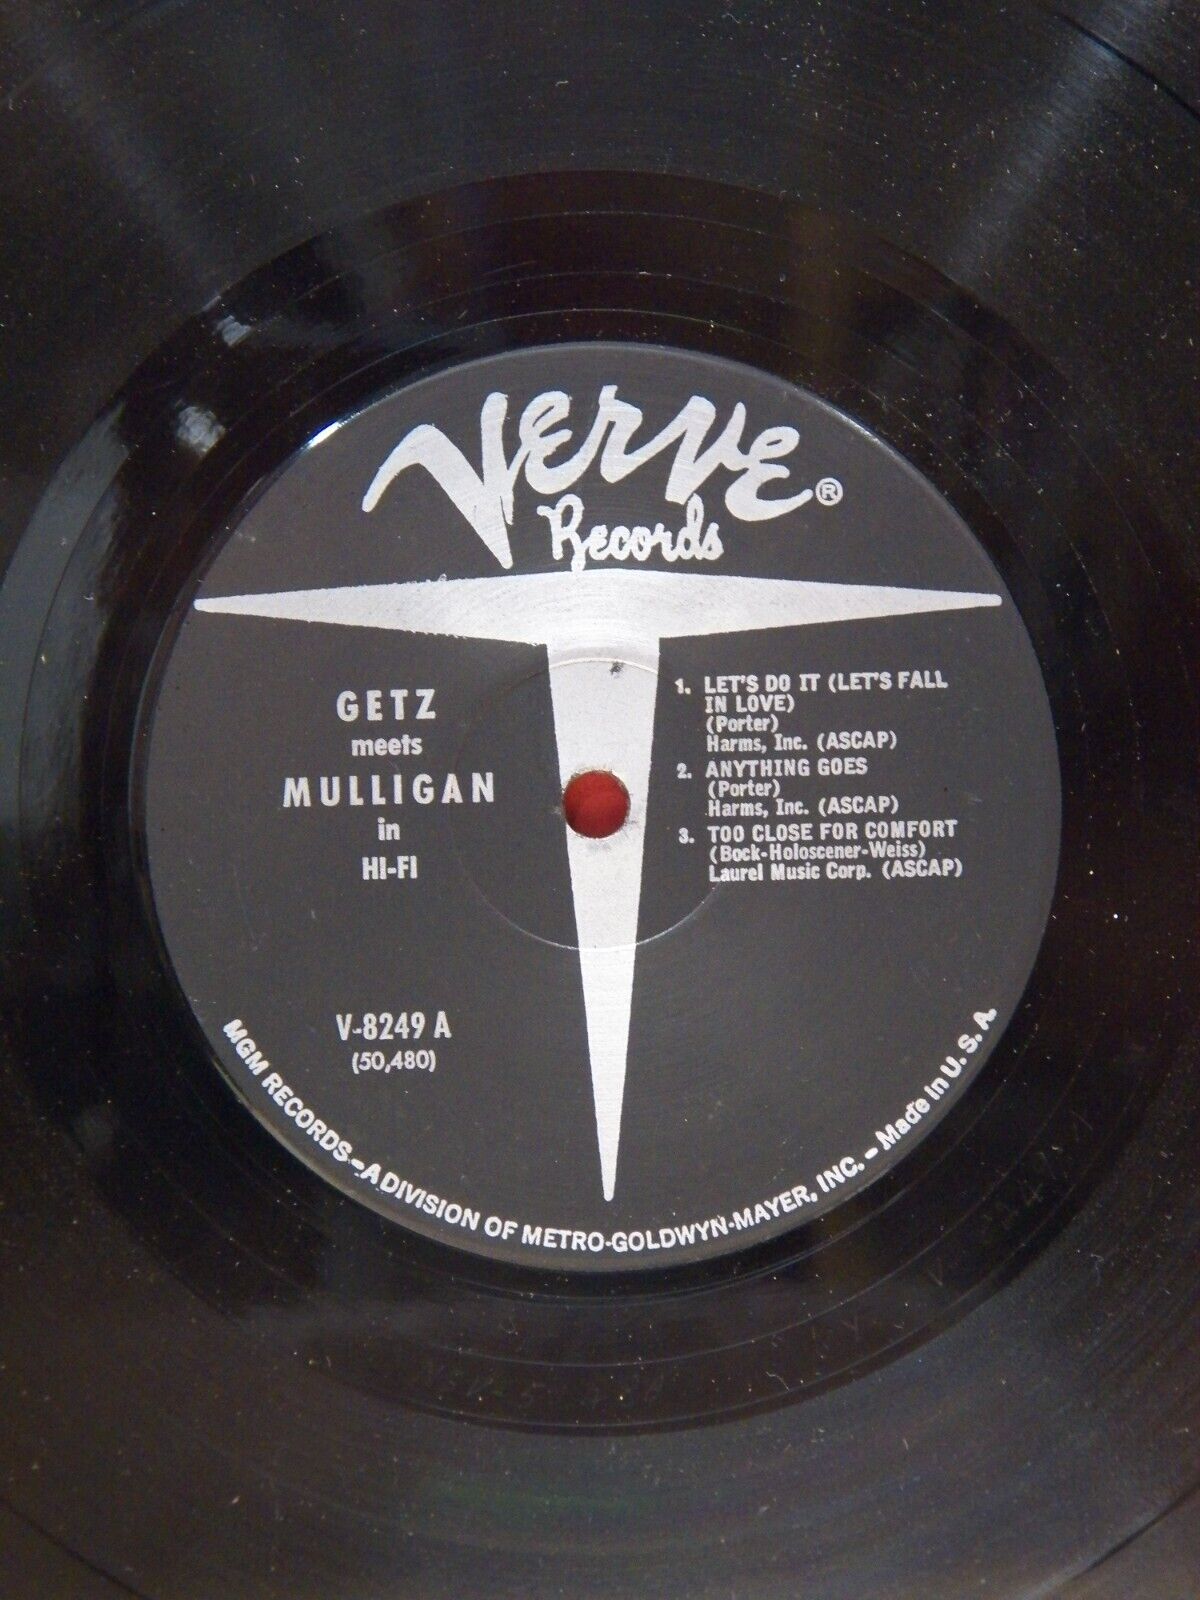 Verve®
Records
GETZ
meets
MULLIGAN
in
HI-FI
1. LET'S DO IT (LET'S FALL
IN LOVE)
(Porter)
Harms, Inc. (ASCAP)
2. ANYTHING GOES
(Porter)
Harms, Inc. (ASCAP)
3. TOO CLOSE FOR COMFORT
(Bock-Holoscener-Weiss)
Laurel Music Corp. (ASCAP)
V-8249 A
(50,480)
MGM RECORDS-A DIVISION OF METRO-GOLDWYN-MAYER, INC. - Made in U. S. A.